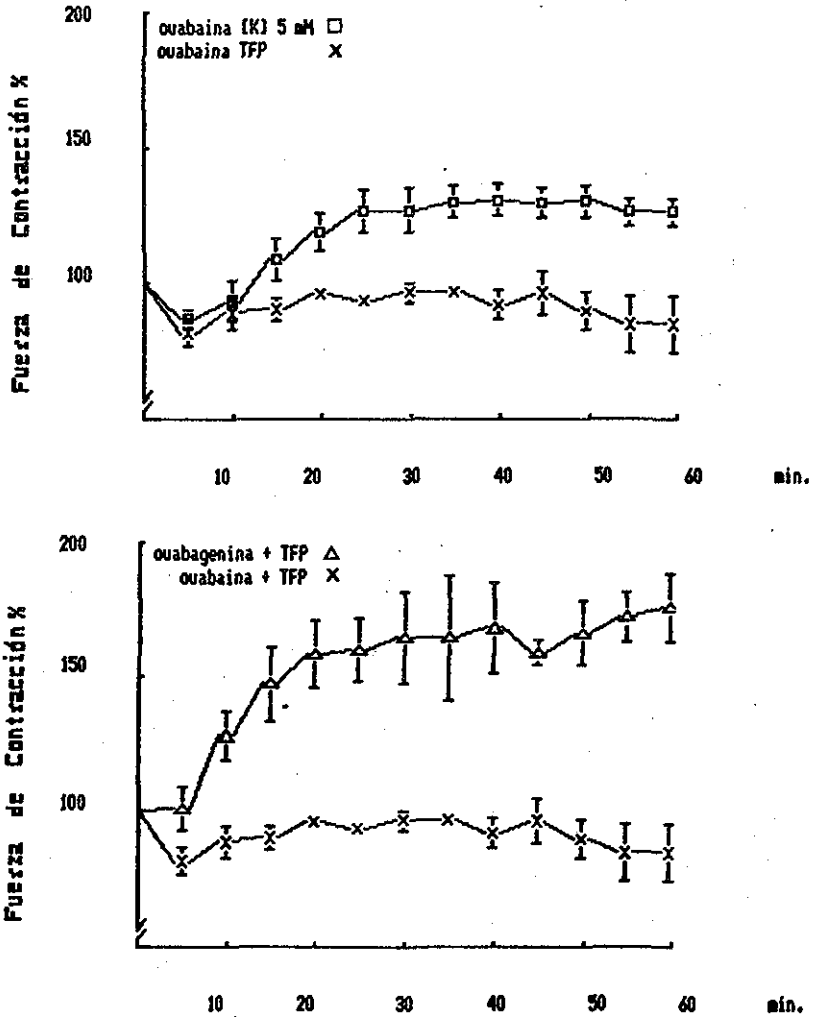 200
ouabaina [K] 5 mM □
ouabaina TFP x
150
100
Fuerza de Contracción %
10 20 30 40 50 60 min.
200
ouabagenina + TFP △
ouabaina + TFP x
150
100
Fuerza de Contracción %
10 20 30 40 50 60 min.